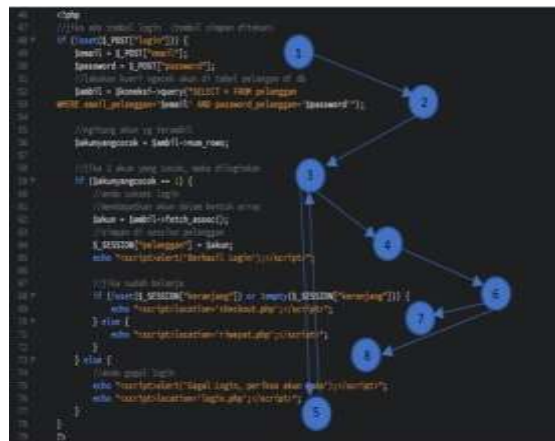 <?php
//jika ada tombol login (tombol simpan ditekan)
if (isset($_POST["login"])) {
$email = $_POST["email"];
$password = $_POST["password"];
//lakukan kueri ngecek akun di tabel pelanggan di db
$ambil = $koneksi->query("SELECT * FROM pelanggan
WHERE email_pelanggan='$email' AND password_pelanggan='$password'");
//ngitung akun yg terambil
$akunyangcocok = $ambil->num_rows;
//jika 1 akun yang cocok, maka diloginkan
if ($akunyangcocok == 1) {
//anda sukses login
//mendapatkan akun dalam bentuk array
$akun = $ambil->fetch_assoc();
//simpan di session pelanggan
$_SESSION["pelanggan"] = $akun;
echo "<script>alert('Berhasil Login');</script>";
//jika sudah belanja
if (isset($_SESSION["keranjang"]) or !empty($_SESSION["keranjang"])) {
echo "<script>location='checkout.php';</script>";
} else {
echo "<script>location='riwayat.php';</script>";
}
} else {
//anda gagal login
echo "<script>alert('Gagal Login, periksa akun Anda');</script>";
echo "<script>location='login.php';</script>";
}
}
?>
1
2
3
4
6
7
8
5